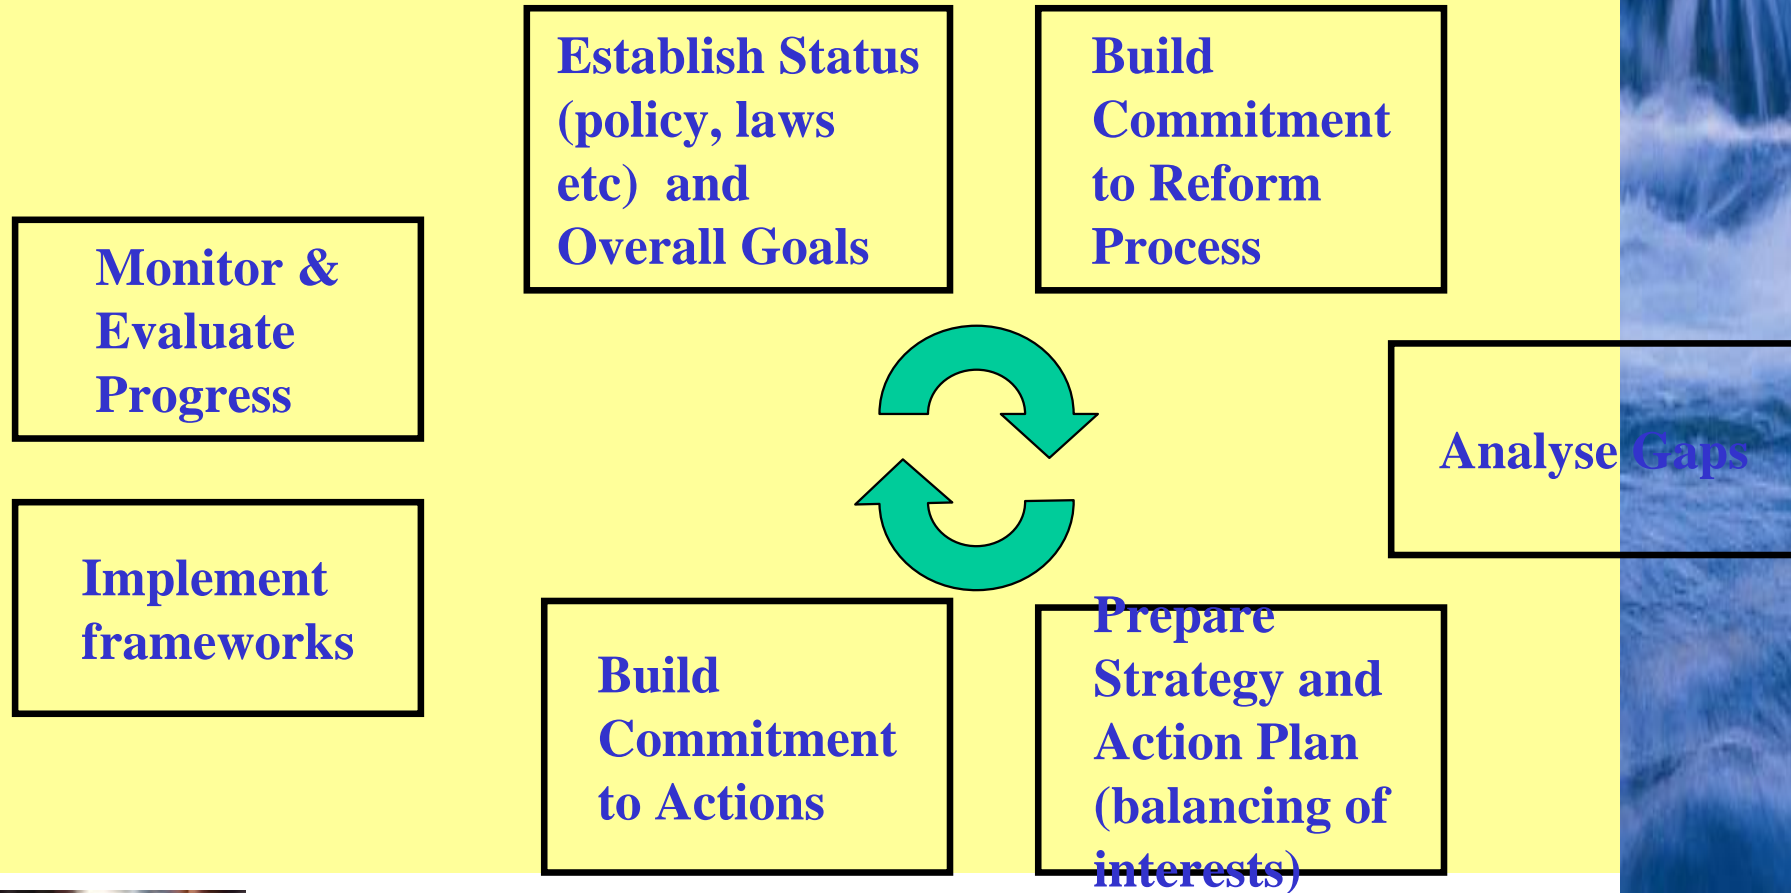 Establish Status
(policy, laws
etc)  and
Overall Goals
Build
Commitment
to Reform
Process
Analyse Gaps
Prepare
Strategy and
Action Plan
(balancing of
interests)
Build
Commitment
to Actions
Implement
frameworks
Monitor &
Evaluate
Progress